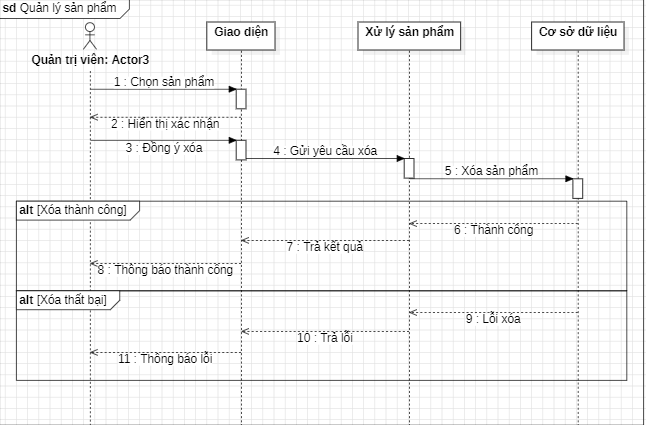 sd Quản lý sản phẩm
Giao diện
Xử lý sản phẩm
Cơ sở dữ liệu
Quản trị viên: Actor3
1 : Chọn sản phẩm
2 : Hiển thị xác nhận
3 : Đồng ý xóa
4 : Gửi yêu cầu xóa
5 : Xóa sản phẩm
alt [Xóa thành công]
6 : Thành công
7 : Trả kết quả
8 : Thông báo thành công
alt [Xóa thất bại]
9 : Lỗi xóa
10 : Trả lỗi
11 : Thông báo lỗi